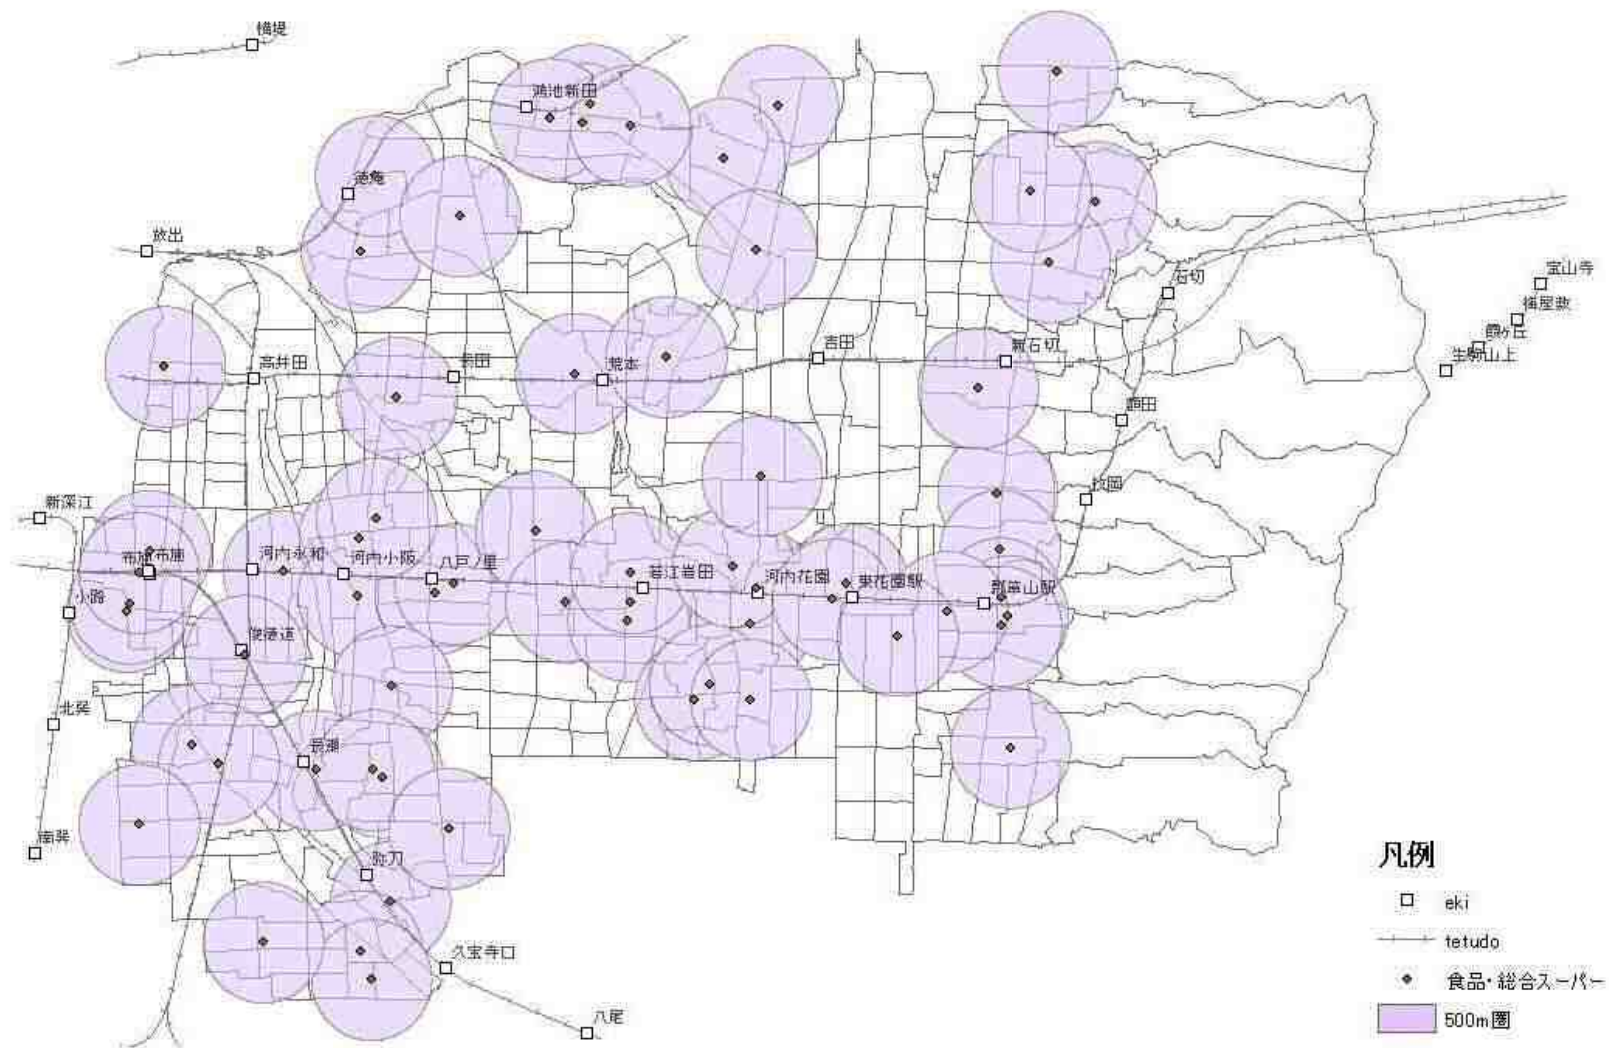 横堤
鴻池新田
徳庵
放出
石切
宝山寺
梅屋敷
霞ヶ丘
生駒山上
吉田
新石切
高井田
長田
荒本
額田
枚岡
新深江
布施
布施
河内永和
河内小阪
八戸ノ里
若江岩田
河内花園
東花園駅
瓢箪山駅
小路
俊徳道
北巽
長瀬
南巽
弥刀
久宝寺口
八尾
凡例
eki
tetudo
食品・総合スーパー
500m圏